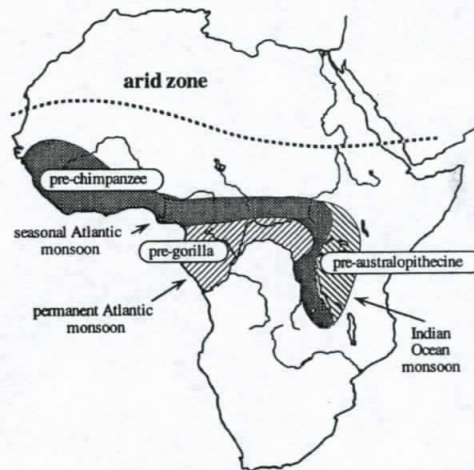 arid zone
pre-chimpanzee
seasonal Atlantic
monsoon
pre-gorilla
pre-australopithecine
permanent Atlantic
monsoon
Indian
Ocean
monsoon